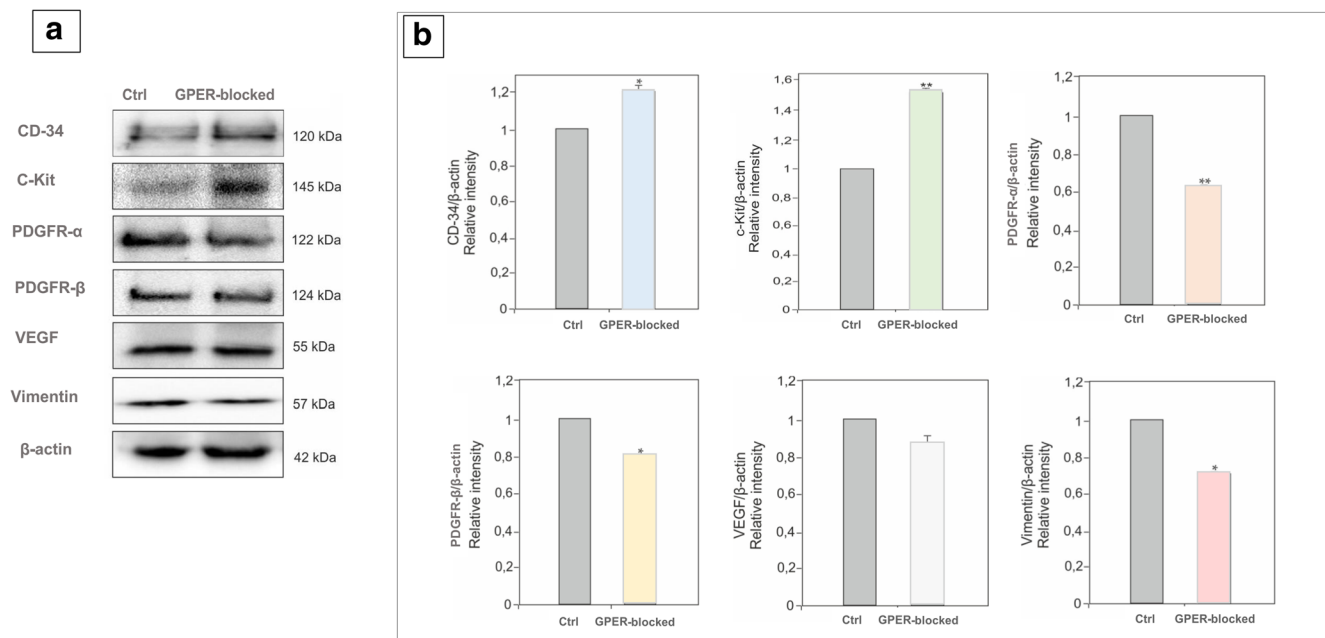 a
Ctrl GPER-blocked
CD-34 120 kDa
C-Kit 145 kDa
PDGFR-α 122 kDa
PDGFR-β 124 kDa
VEGF 55 kDa
Vimentin 57 kDa
β-actin 42 kDa
b
CD-34/β-actin
Relative intensity
1,2
1
0,8
0,6
0,4
0,2
0
*
Ctrl GPER-blocked
c-Kit/β-actin
Relative intensity
1,6
1,4
1
0,8
0,6
0,4
0,2
0
**
Ctrl GPER-blocked
PDGFR-α/β-actin
Relative intensity
1,2
1
0,8
0,6
0,4
0,2
0
**
Ctrl GPER-blocked
PDGFR-β/β-actin
Relative intensity
1,2
1
0,8
0,6
0,4
0,2
0
*
Ctrl GPER-blocked
VEGF/β-actin
Relative intensity
1,2
1
0,8
0,6
0,4
0,2
0
Ctrl GPER-blocked
Vimentin/β-actin
Relative intensity
1,2
1
0,8
0,6
0,4
0,2
0
*
Ctrl GPER-blocked